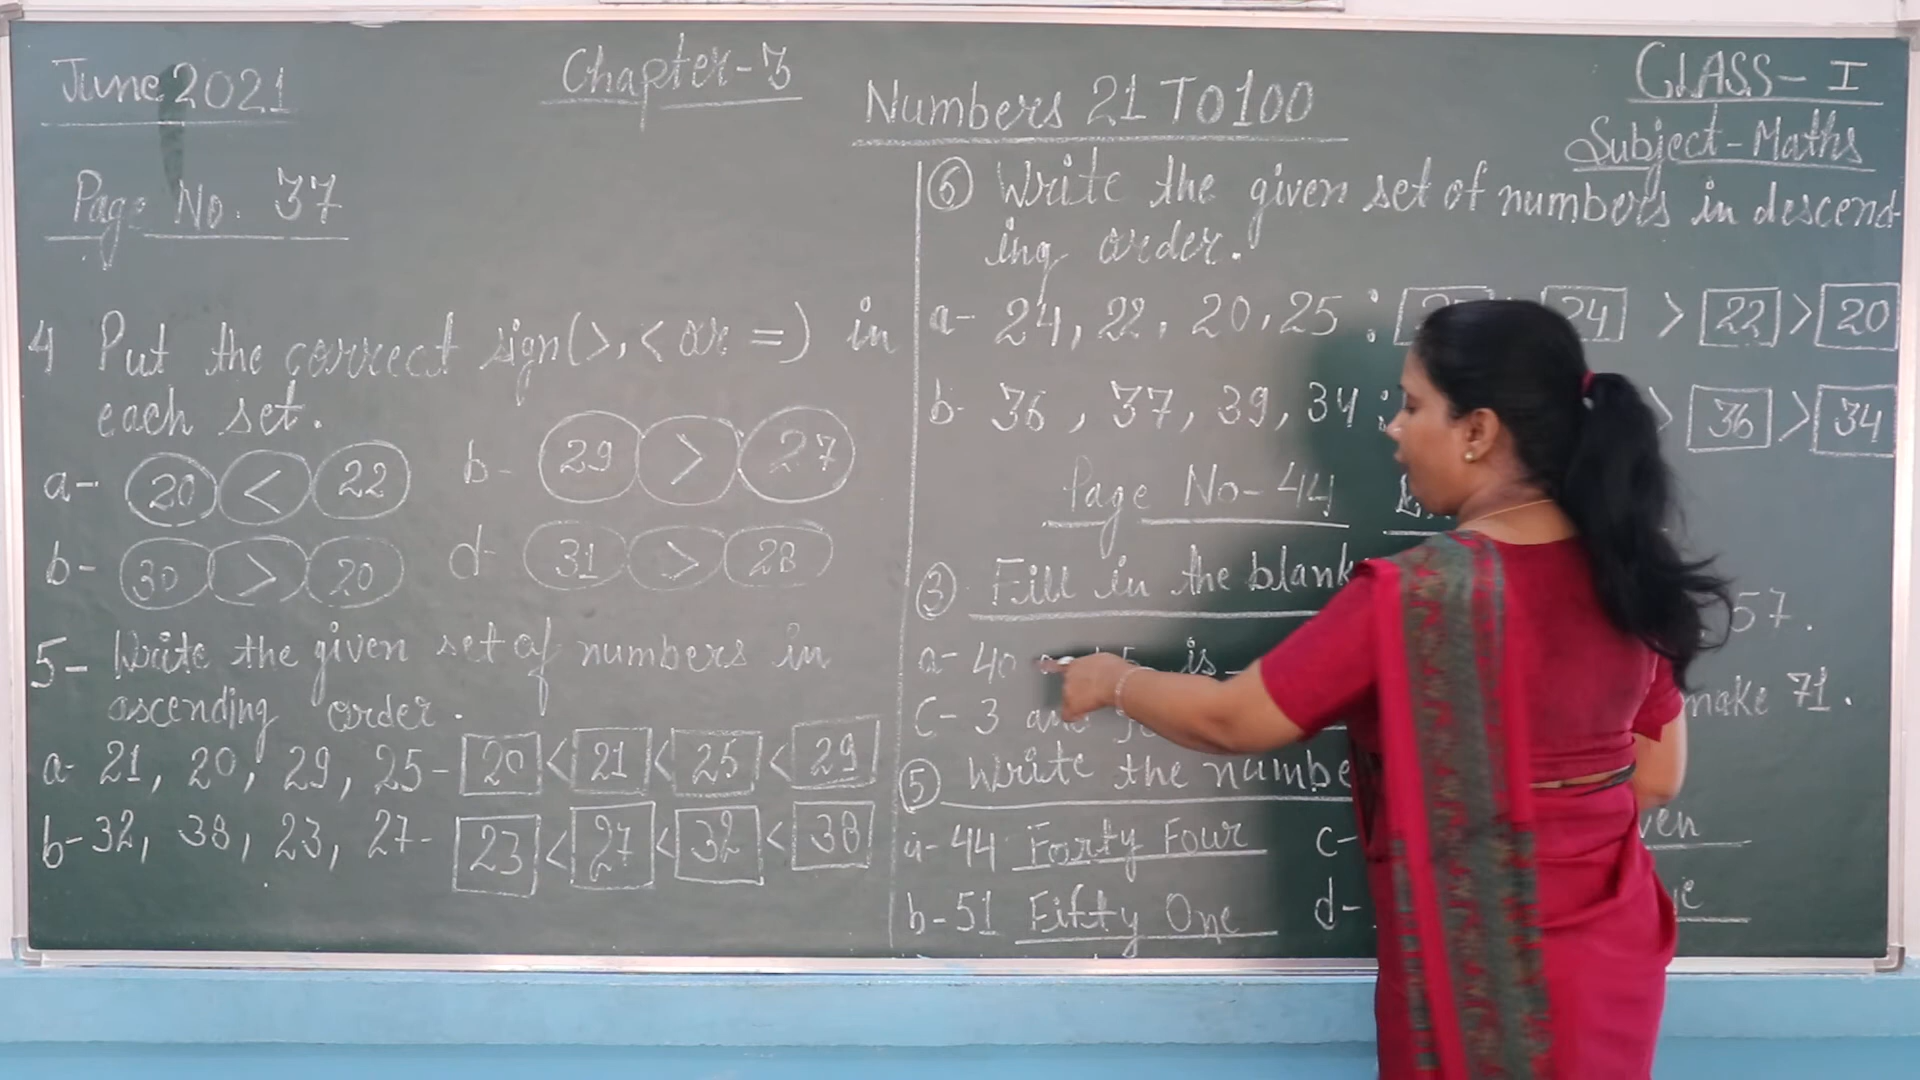 June 2021
Chapter-3
Numbers 21 To 100
CLASS- I
Subject-Maths
Page No. 37
4 Put the correct sign(>, < or =) in
each set.
a- 20 < 22 b- 29 > 27
b- 30 > 20 d- 31 > 28
5- Write the given set of numbers in
ascending order.
a- 21, 20, 29, 25- 20 < 21 < 25 < 29
b- 32, 38, 23, 27- 23 < 27 < 32 < 38
6 Write the given set of numbers in descend-
ing order.
a- 24, 22, 20, 25 : 24 > 22 > 20
b- 36, 37, 39, 34 : > 36 > 34
Page No-44
3 Fill in the blank
a- 40 is 57.
C- 3 make 71.
5 Write the numbe
a- 44 Forty Four c-
b- 51 Fifty One d-